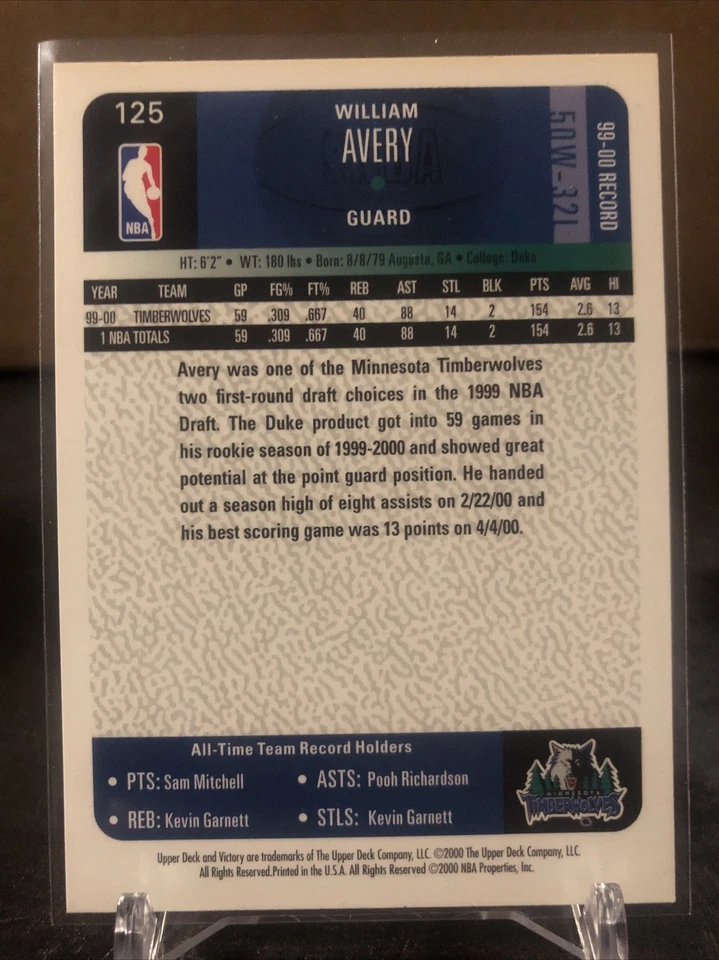 125
WILLIAM
AVERY
GUARD
NBA
50W-32L
99-00 RECORD
HT: 6'2" • WT: 180 lbs • Born: 8/8/79 Augusta, GA • College: Duke
YEAR TEAM GP FG% FT% REB AST STL BLK PTS AVG HI
99-00 TIMBERWOLVES 59 .309 .667 40 88 14 2 154 2.6 13
1 NBA TOTALS 59 .309 .667 40 88 14 2 154 2.6 13
Avery was one of the Minnesota Timberwolves
two first-round draft choices in the 1999 NBA
Draft. The Duke product got into 59 games in
his rookie season of 1999-2000 and showed great
potential at the point guard position. He handed
out a season high of eight assists on 2/22/00 and
his best scoring game was 13 points on 4/4/00.
All-Time Team Record Holders
• PTS: Sam Mitchell • ASTS: Pooh Richardson
• REB: Kevin Garnett • STLS: Kevin Garnett
MINNESOTA
TIMBERWOLVES
Upper Deck and Victory are trademarks of The Upper Deck Company, LLC. ©2000 The Upper Deck Company, LLC.
All Rights Reserved.Printed in the U.S.A. All Rights Reserved ©2000 NBA Properties, Inc.